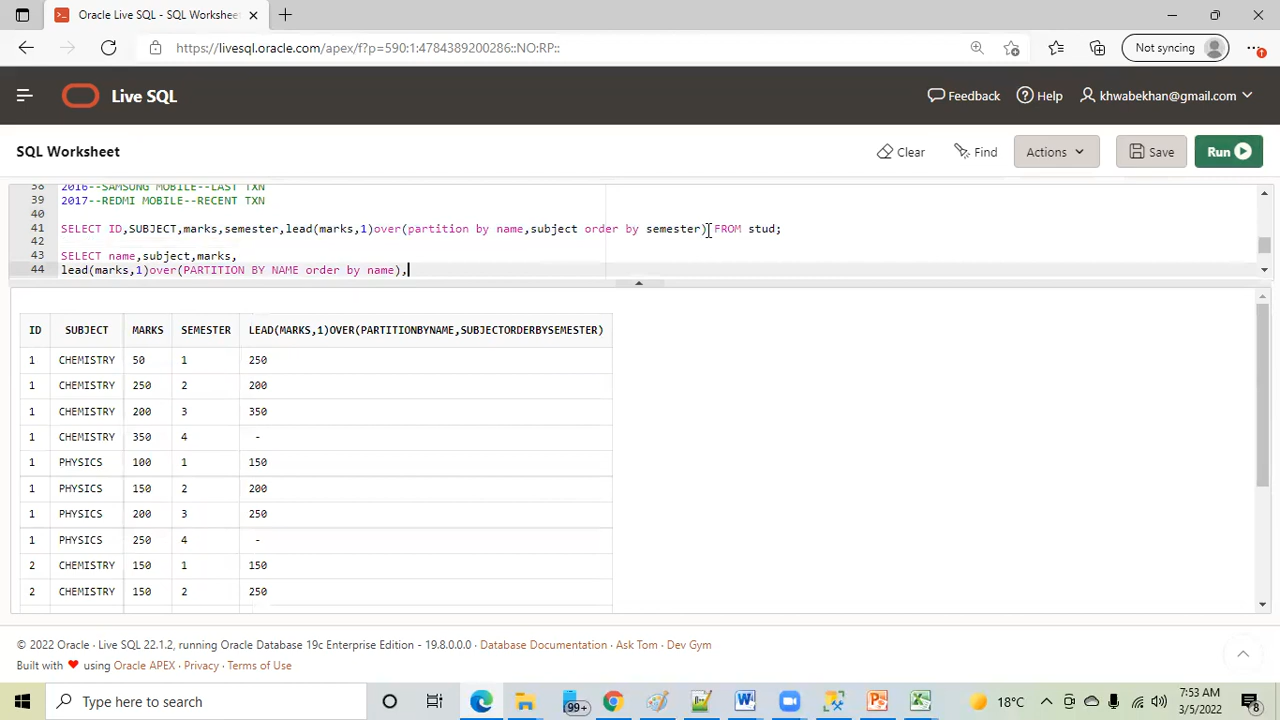 Oracle Live SQL - SQL Workshee
https://livesql.oracle.com/apex/f?p=590:1:4784389200286::NO:RP::
Not syncing
Live SQL
Feedback
Help
khwabekhan@gmail.com
SQL Worksheet
Clear
Find
Actions
Save
Run
38 2016--SAMSUNG MOBILE--LAST TXN
39 2017--REDMI MOBILE--RECENT TXN
40
41 SELECT ID,SUBJECT,marks,semester,lead(marks,1)over(partition by name,subject order by semester) FROM stud;
42
43 SELECT name,subject,marks,
44 lead(marks,1)over(PARTITION BY NAME order by name),
ID SUBJECT MARKS SEMESTER LEAD(MARKS,1)OVER(PARTITIONBYNAME,SUBJECTORDERBYSEMESTER)
1 CHEMISTRY 50 1 250
1 CHEMISTRY 250 2 200
1 CHEMISTRY 200 3 350
1 CHEMISTRY 350 4 -
1 PHYSICS 100 1 150
1 PHYSICS 150 2 200
1 PHYSICS 200 3 250
1 PHYSICS 250 4 -
2 CHEMISTRY 150 1 150
2 CHEMISTRY 150 2 250
© 2022 Oracle · Live SQL 22.1.2, running Oracle Database 19c Enterprise Edition - 19.8.0.0.0 · Database Documentation · Ask Tom · Dev Gym
Built with ❤ using Oracle APEX · Privacy · Terms of Use
Type here to search
99+
18°C
7:53 AM
3/5/2022
8